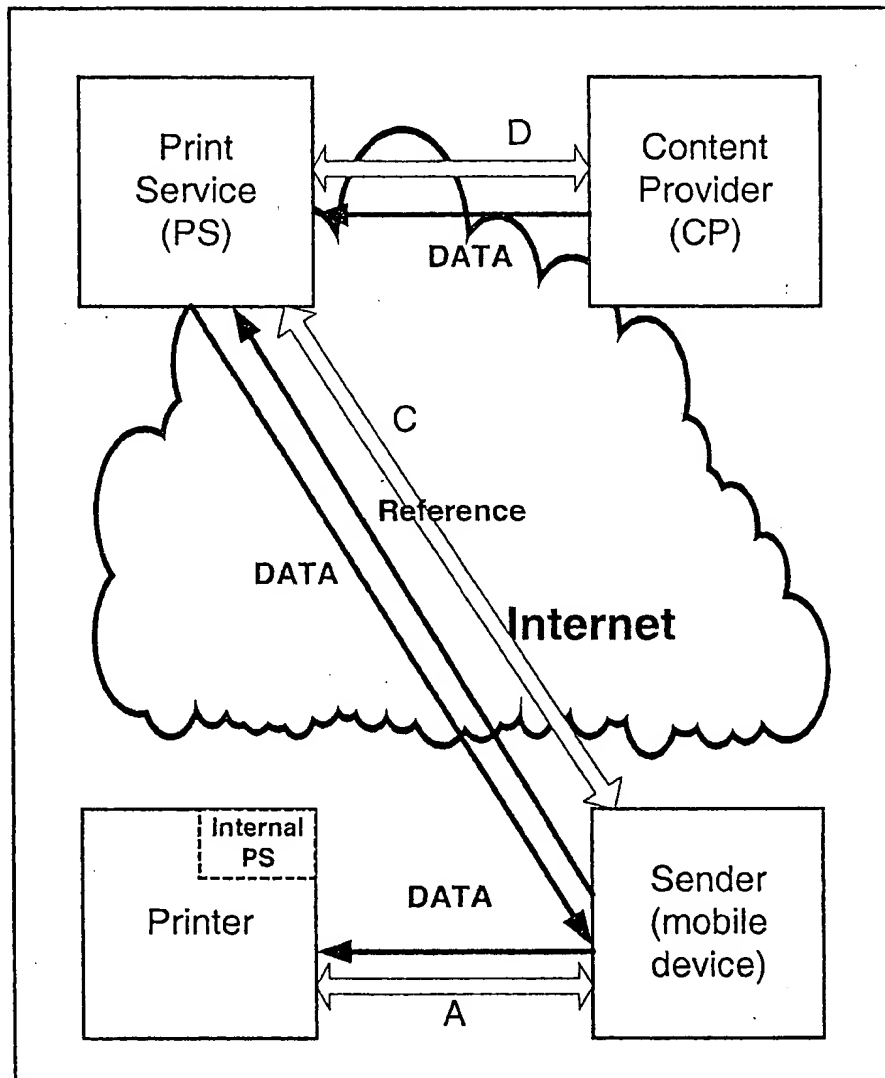 Print
Service
(PS)
D
Content
Provider
(CP)
DATA
C
Reference
DATA
Internet
Internal
PS
Printer
DATA
Sender
(mobile
device)
A